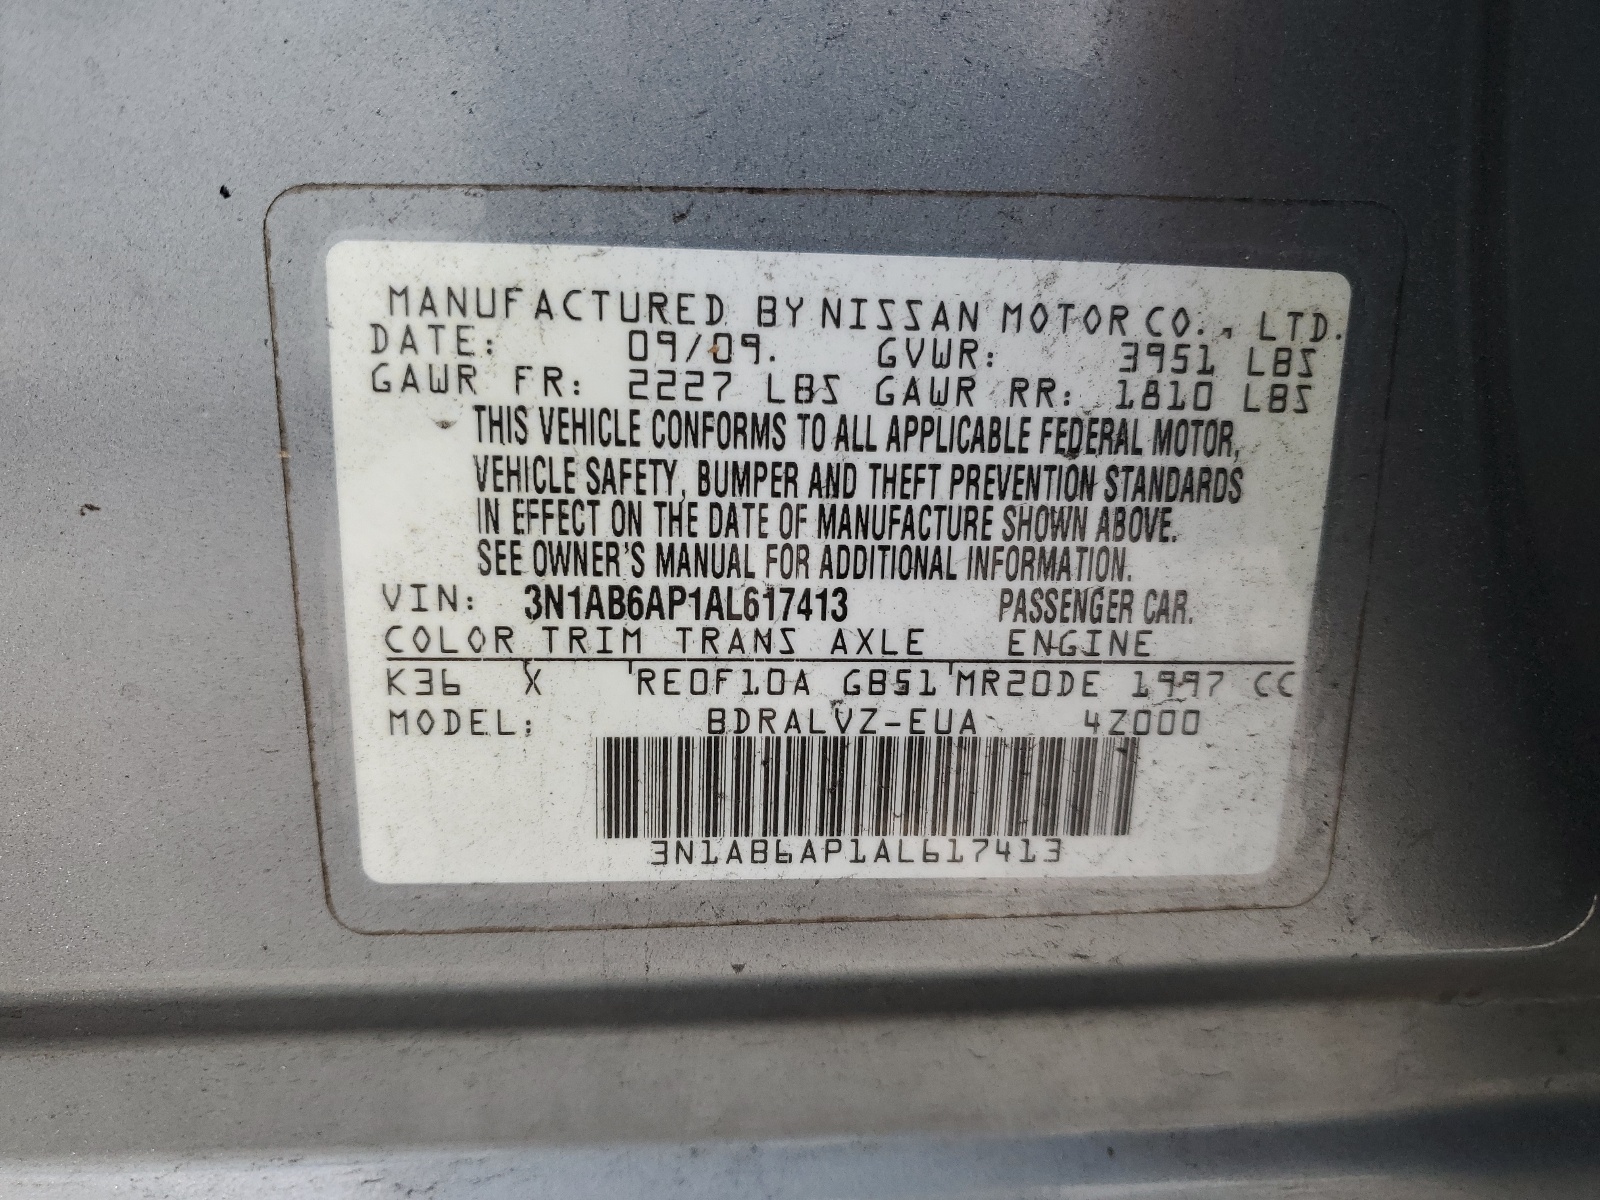 MANUFACTURED BY NISSAN MOTOR CO., LTD.
DATE: 09/09. GVWR: 3951 LBS
GAWR FR: 2227 LBS GAWR RR: 1810 LBS
THIS VEHICLE CONFORMS TO ALL APPLICABLE FEDERAL MOTOR,
VEHICLE SAFETY, BUMPER AND THEFT PREVENTION STANDARDS
IN EFFECT ON THE DATE OF MANUFACTURE SHOWN ABOVE.
SEE OWNER'S MANUAL FOR ADDITIONAL INFORMATION.
VIN: 3N1AB6AP1AL617413 PASSENGER CAR.
COLOR TRIM TRANS AXLE ENGINE
K36 X RE0F10A GB51 MR20DE 1997 CC
MODEL: BDRALVZ-EUA 4Z000
3N1AB6AP1AL617413